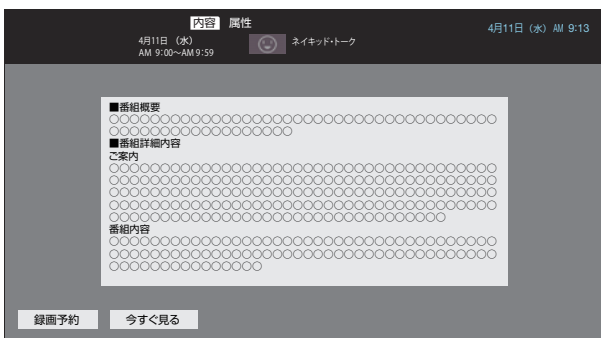 内容 属性
4月11日 (水) AM 9:13
4月11日 (水)
AM 9:00~AM9:59
ネイキッド・トーク
■番組概要
○○○○○○○○○○○○○○○○○○○○○○○○○○○○○○○○○○○○○○
○○○○○○○○○○○○○○○○○○
■番組詳細内容
ご案内
○○○○○○○○○○○○○○○○○○○○○○○○○○○○○○○○○○○○○○
○○○○○○○○○○○○○○○○○○○○○○○○○○○○○○○○○○○○○○
○○○○○○○○○○○○○○○○○○○○○○○○○○○○○○○○○○○○○○
○○○○○○○○○○○○○○○○○○○○○○○○○○○○○○○○○○○○○○
○○○○○○○○○○○○○○○○○○○○○○○○○○○○○○○○○
番組内容
○○○○○○○○○○○○○○○○○○○○○○○○○○○○○○○○○○○○○○
○○○○○○○○○○○○○○○○○○○○○○○○○○○○○○○○○○○○○○
○○○○○○○○○○○○○○○
録画予約 今すぐ見る